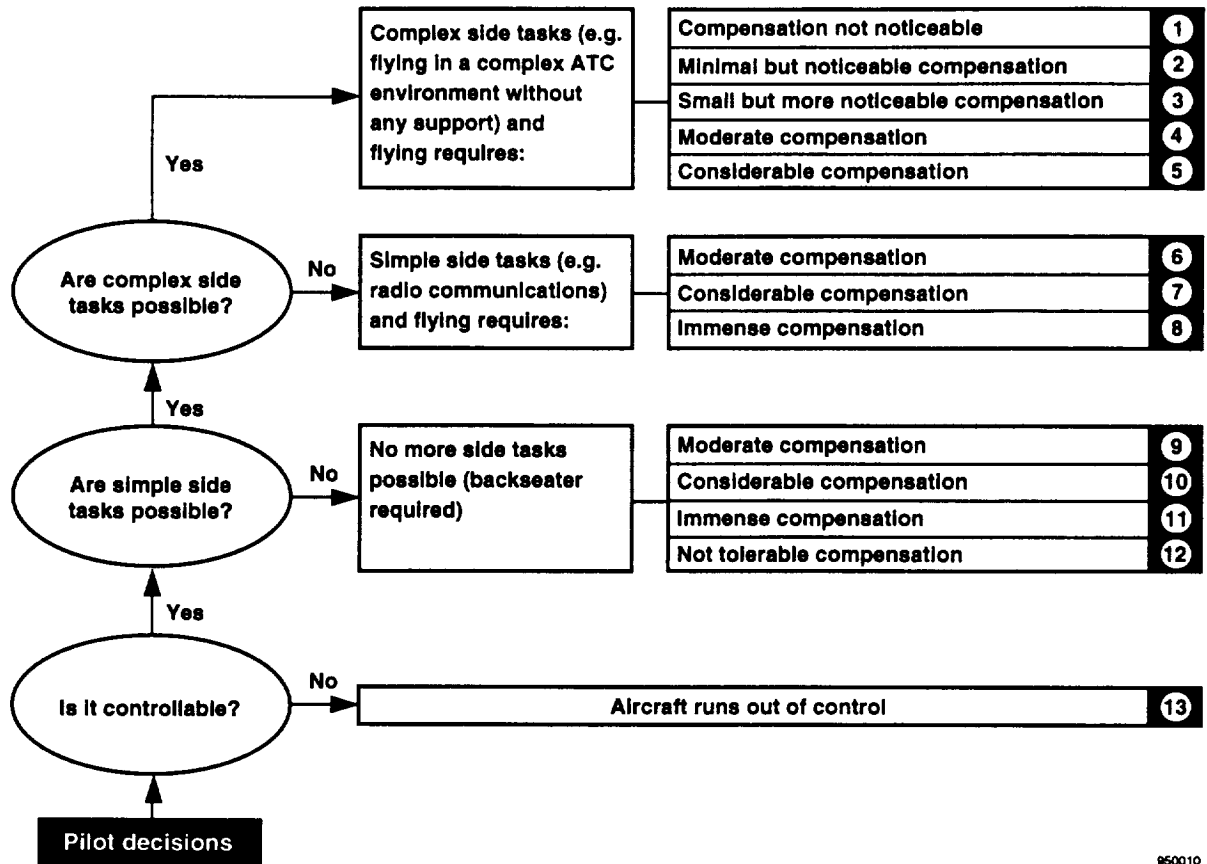 Complex side tasks (e.g.
flying in a complex ATC
environment without
any support) and
flying requires:
Compensation not noticeable 1
Minimal but noticeable compensation 2
Small but more noticeable compensation 3
Moderate compensation 4
Considerable compensation 5
Yes
Are complex side
tasks possible?
No
Simple side tasks (e.g.
radio communications)
and flying requires:
Moderate compensation 6
Considerable compensation 7
Immense compensation 8
Yes
Are simple side
tasks possible?
No
No more side tasks
possible (backseater
required)
Moderate compensation 9
Considerable compensation 10
Immense compensation 11
Not tolerable compensation 12
Yes
Is it controllable?
No
Aircraft runs out of control 13
Pilot decisions
950010